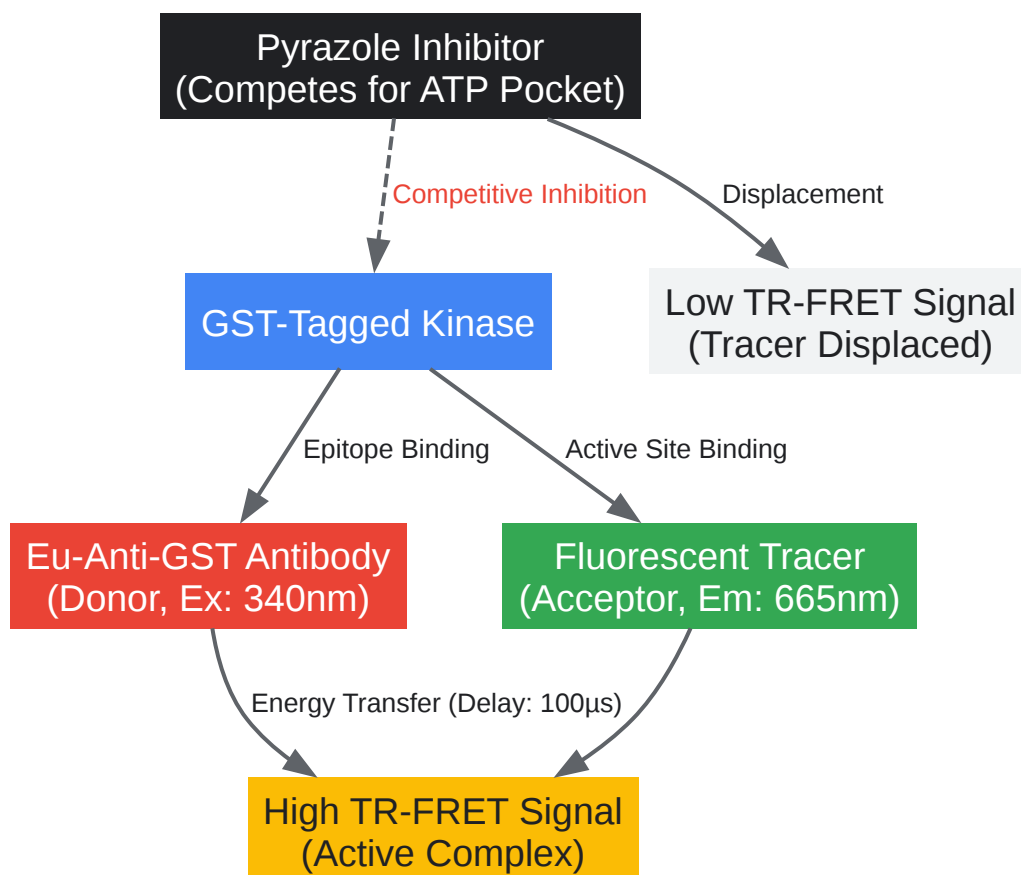 Pyrazole Inhibitor
(Competes for ATP Pocket)
Competitive Inhibition
Displacement
GST-Tagged Kinase
Low TR-FRET Signal
(Tracer Displaced)
Epitope Binding
Active Site Binding
Eu-Anti-GST Antibody
(Donor, Ex: 340nm)
Fluorescent Tracer
(Acceptor, Em: 665nm)
Energy Transfer (Delay: 100µs)
High TR-FRET Signal
(Active Complex)